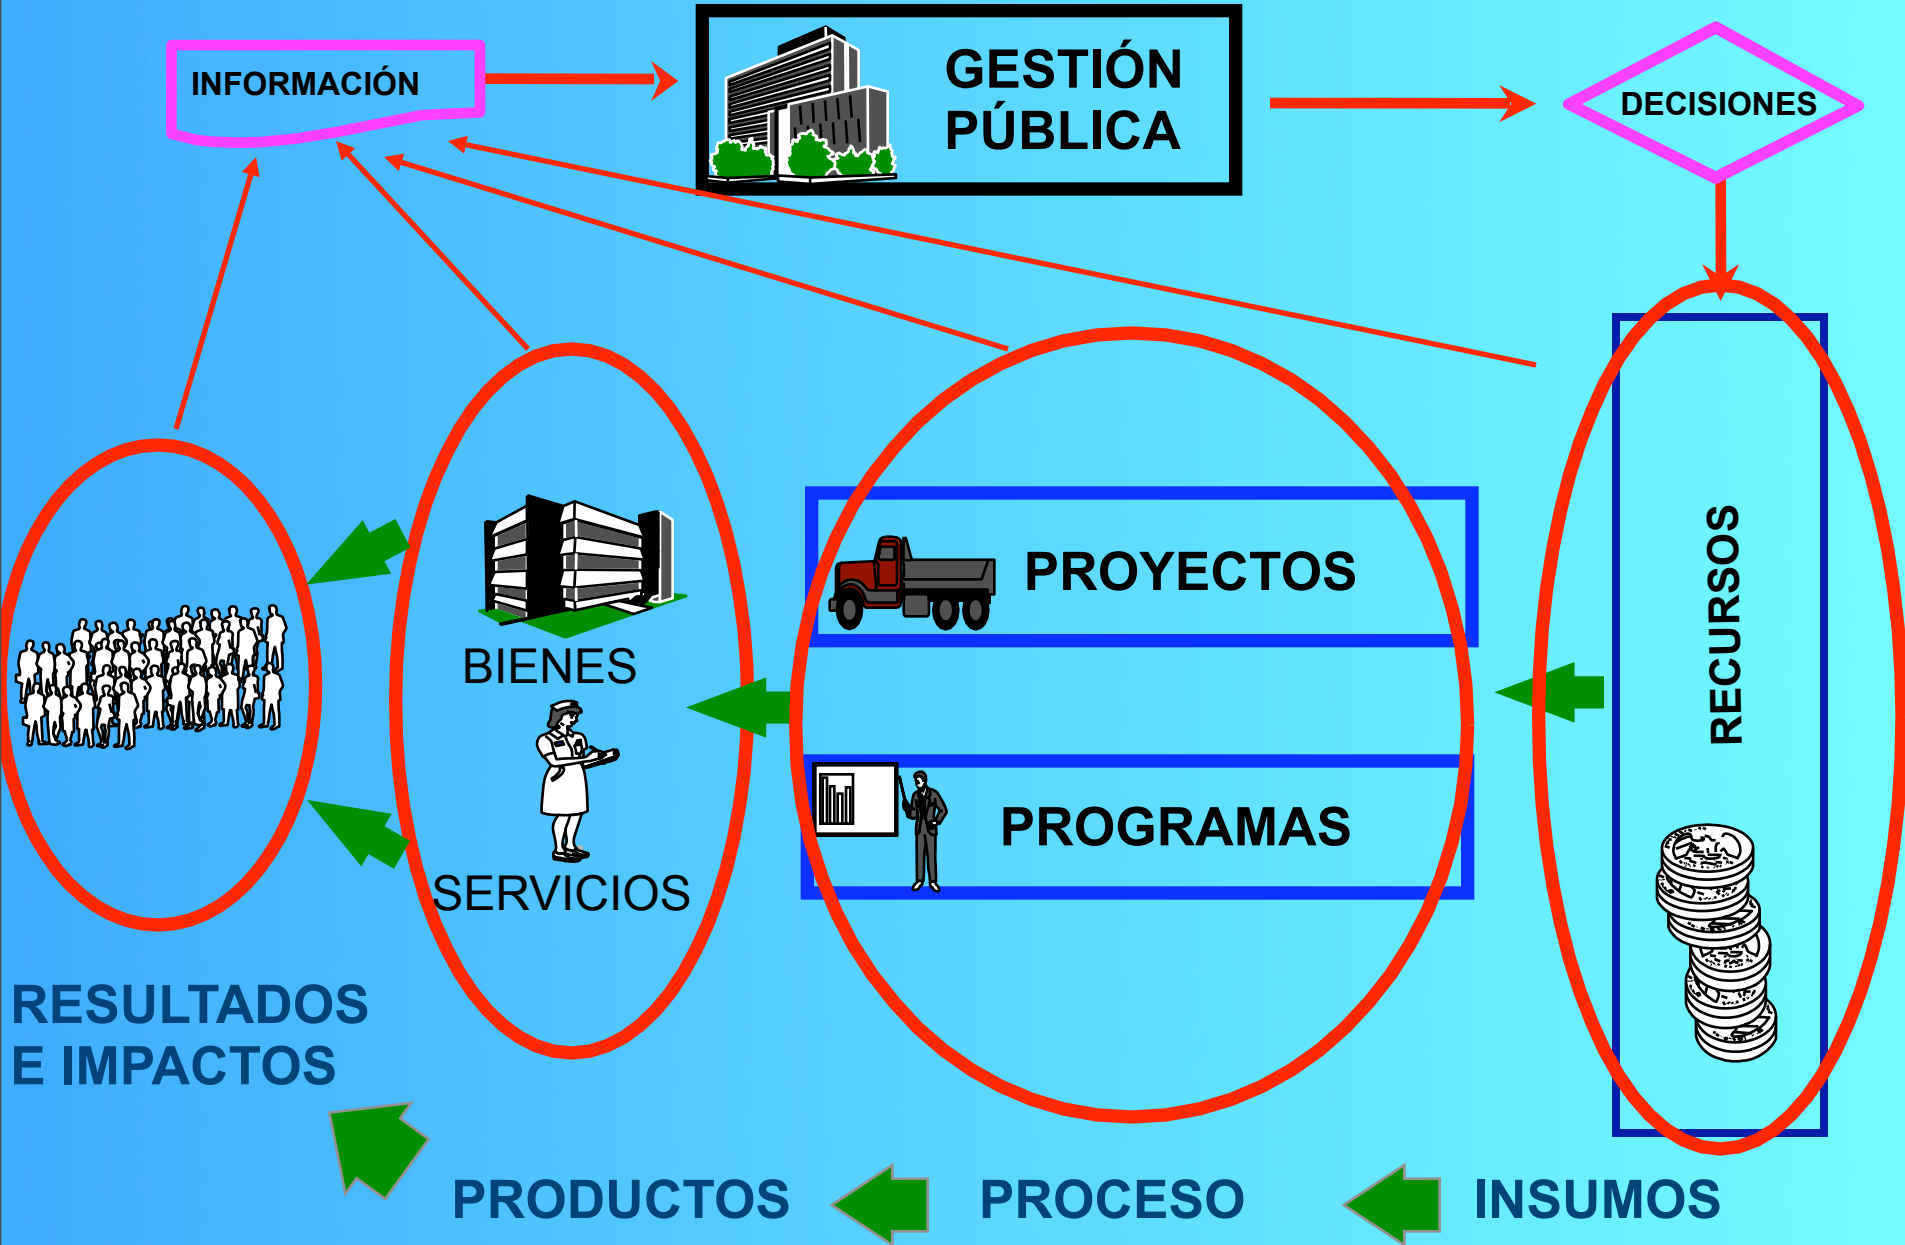 INFORMACIÓN
GESTIÓN
PÚBLICA
DECISIONES
PROYECTOS
RECURSOS
BIENES
PROGRAMAS
SERVICIOS
RESULTADOS
E IMPACTOS
PRODUCTOS
PROCESO
INSUMOS